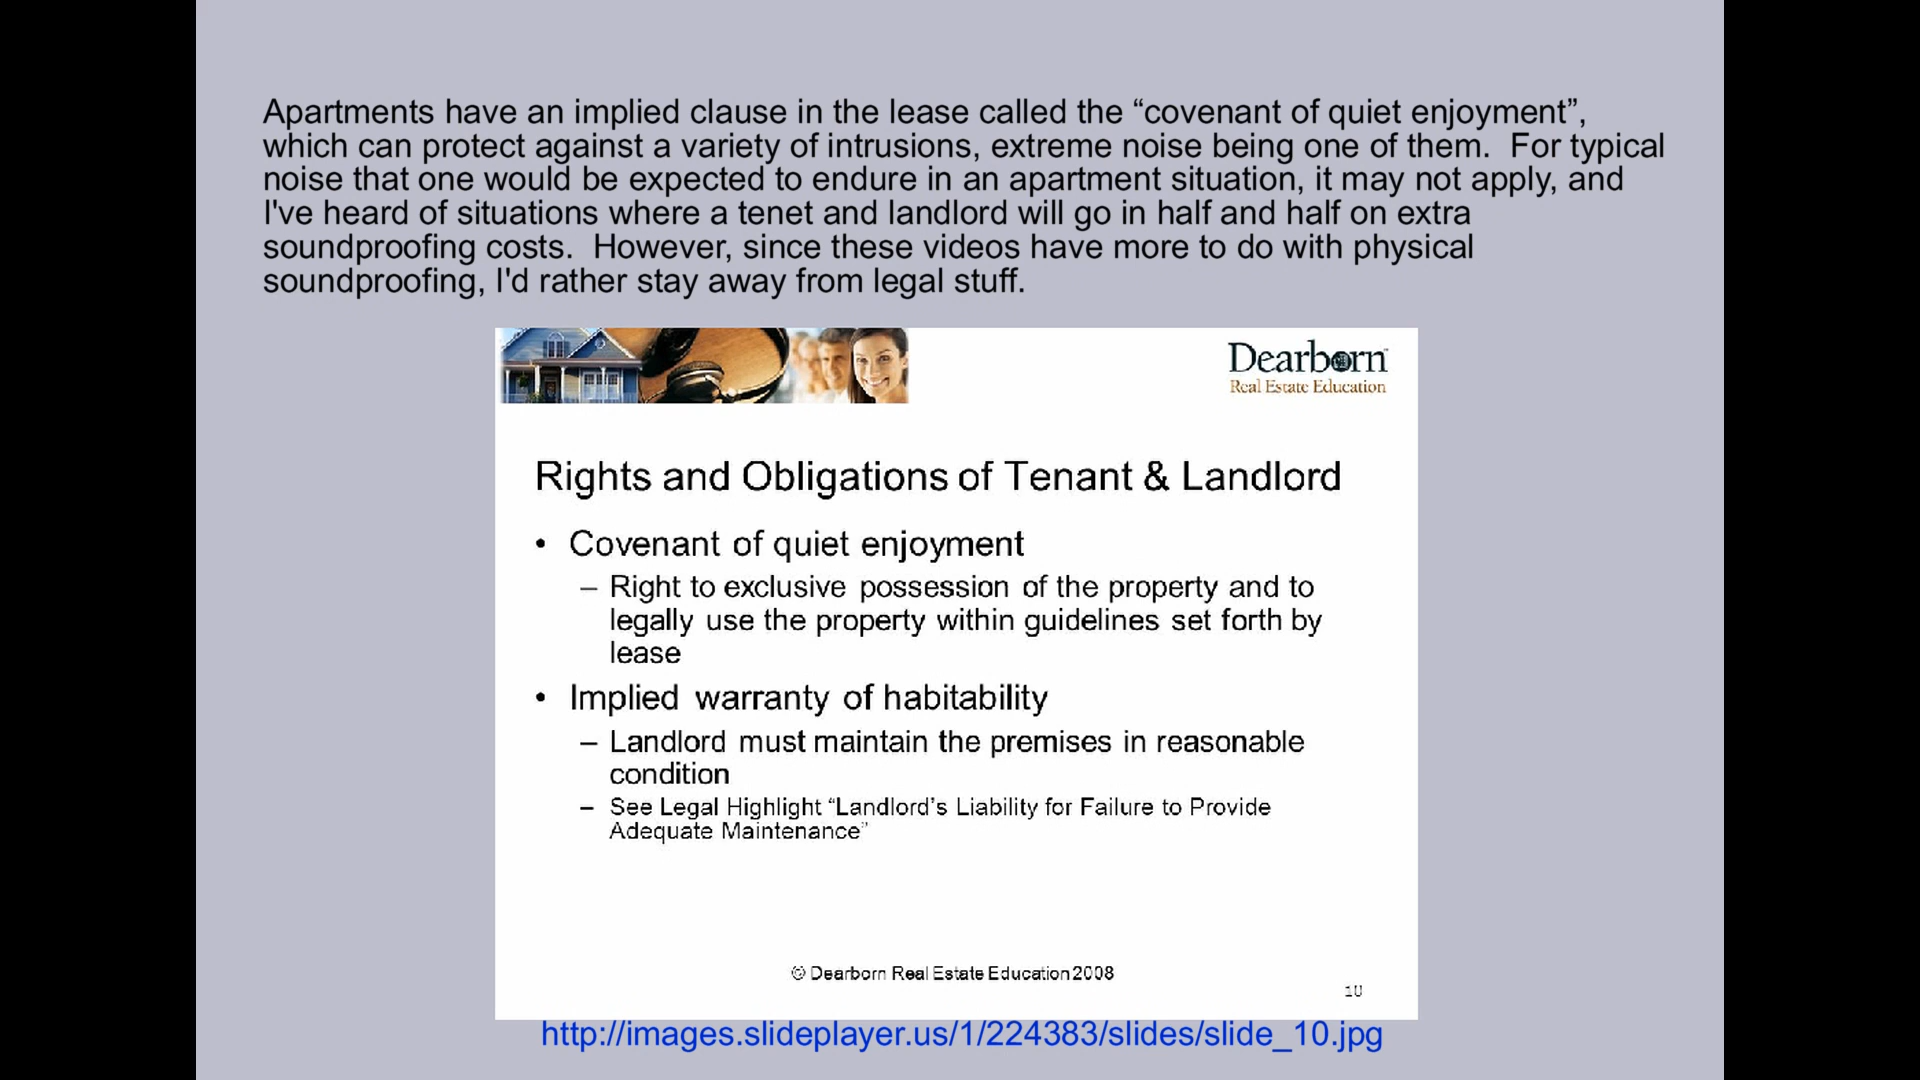 Apartments have an implied clause in the lease called the “covenant of quiet enjoyment”,
which can protect against a variety of intrusions, extreme noise being one of them.  For typical
noise that one would be expected to endure in an apartment situation, it may not apply, and
I've heard of situations where a tenet and landlord will go in half and half on extra
soundproofing costs.  However, since these videos have more to do with physical
soundproofing, I'd rather stay away from legal stuff.
Dearborn
Real Estate Education
Rights and Obligations of Tenant & Landlord
• Covenant of quiet enjoyment
– Right to exclusive possession of the property and to
legally use the property within guidelines set forth by
lease
• Implied warranty of habitability
– Landlord must maintain the premises in reasonable
condition
– See Legal Highlight “Landlord’s Liability for Failure to Provide
Adequate Maintenance”
© Dearborn Real Estate Education 2008
10
http://images.slideplayer.us/1/224383/slides/slide_10.jpg